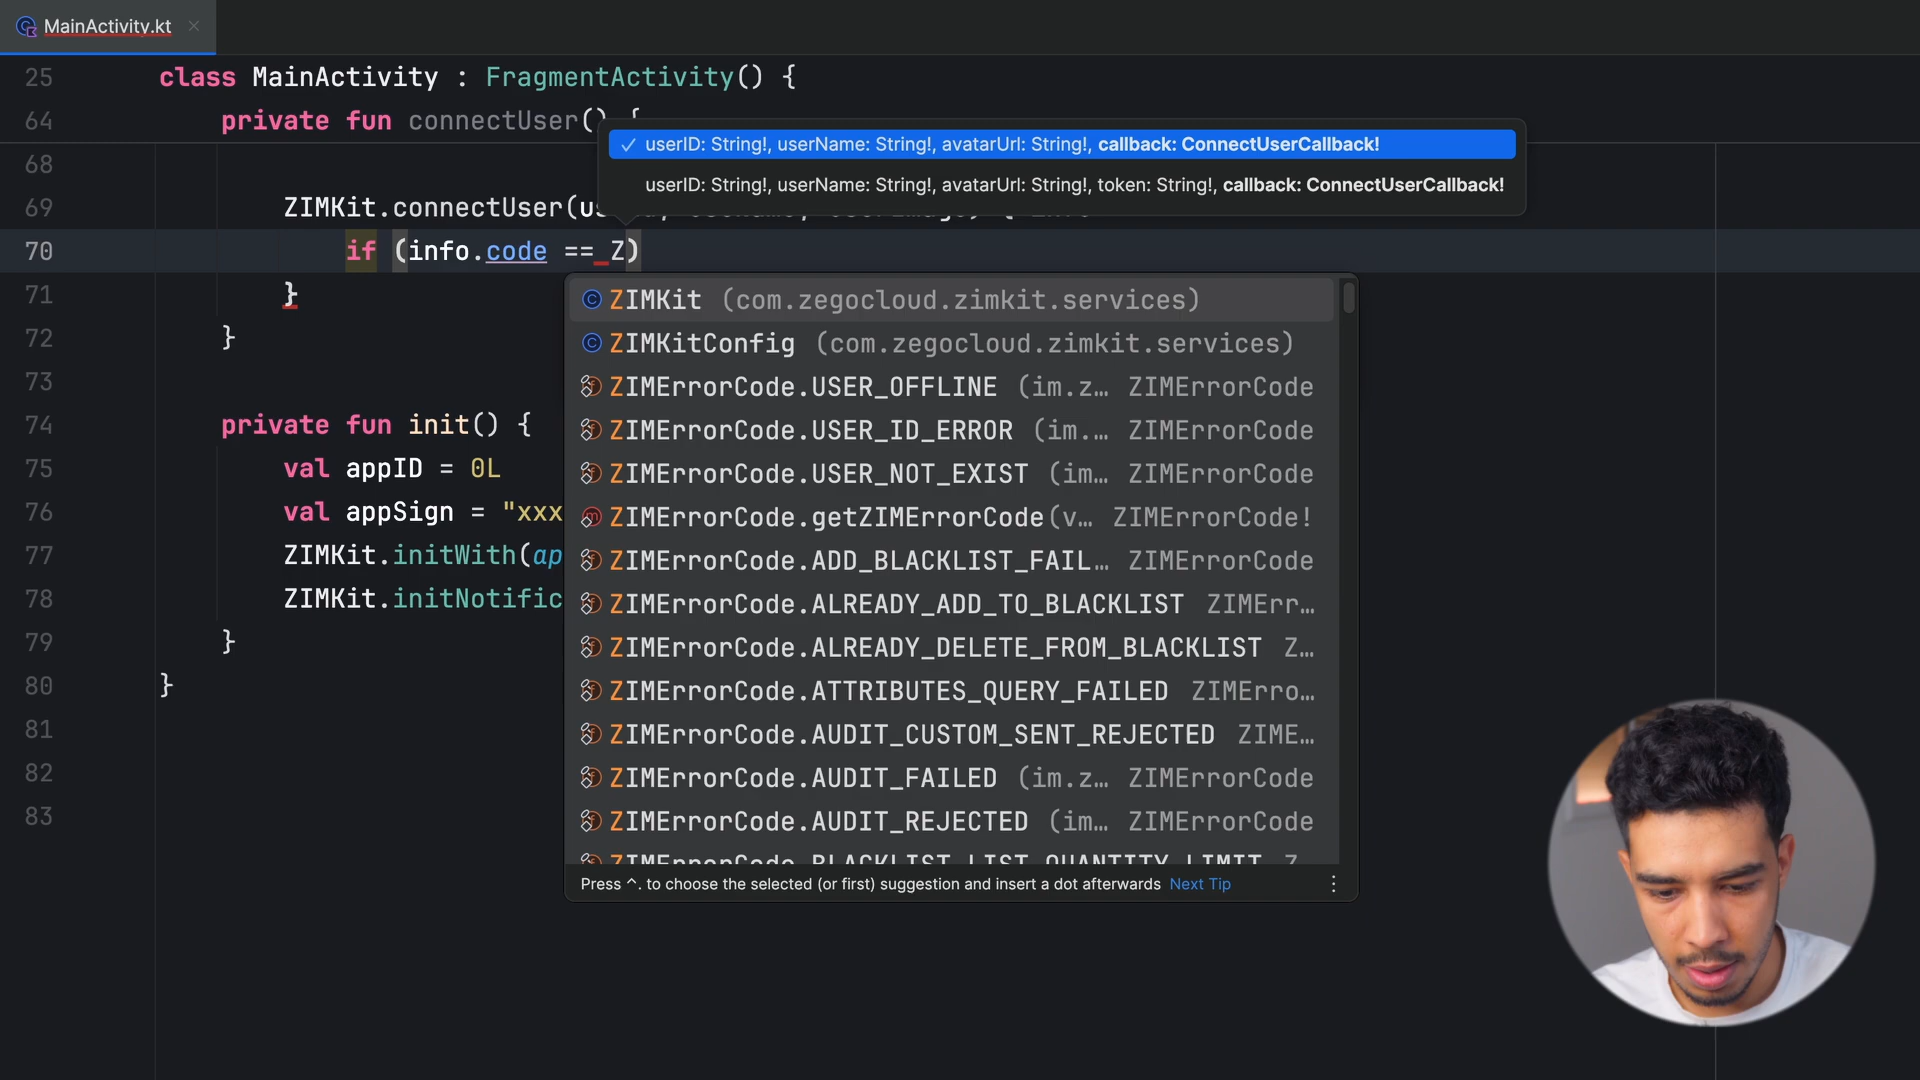 MainActivity.kt
25 class MainActivity : FragmentActivity() {
64 private fun connectUser() {
✓ userID: String!, userName: String!, avatarUrl: String!, callback: ConnectUserCallback!
userID: String!, userName: String!, avatarUrl: String!, token: String!, callback: ConnectUserCallback!
68
69 ZIMKit.connectUser(
70 if (info.code == Z)
71 }
72 }
73
74 private fun init() {
75 val appID = 0L
76 val appSign = "xxx
77 ZIMKit.initWith(ap
78 ZIMKit.initNotific
79 }
80 }
81
82
83
ZIMKit (com.zegocloud.zimkit.services)
ZIMKitConfig (com.zegocloud.zimkit.services)
ZIMErrorCode.USER_OFFLINE (im.z… ZIMErrorCode
ZIMErrorCode.USER_ID_ERROR (im.… ZIMErrorCode
ZIMErrorCode.USER_NOT_EXIST (im… ZIMErrorCode
ZIMErrorCode.getZIMErrorCode(v… ZIMErrorCode!
ZIMErrorCode.ADD_BLACKLIST_FAIL… ZIMErrorCode
ZIMErrorCode.ALREADY_ADD_TO_BLACKLIST ZIMErr…
ZIMErrorCode.ALREADY_DELETE_FROM_BLACKLIST Z…
ZIMErrorCode.ATTRIBUTES_QUERY_FAILED ZIMErro…
ZIMErrorCode.AUDIT_CUSTOM_SENT_REJECTED ZIME…
ZIMErrorCode.AUDIT_FAILED (im.z… ZIMErrorCode
ZIMErrorCode.AUDIT_REJECTED (im… ZIMErrorCode
ZIMErrorCode.BLACKLIST_LIST_QUANTITY_LIMIT Z
Press ^. to choose the selected (or first) suggestion and insert a dot afterwards Next Tip